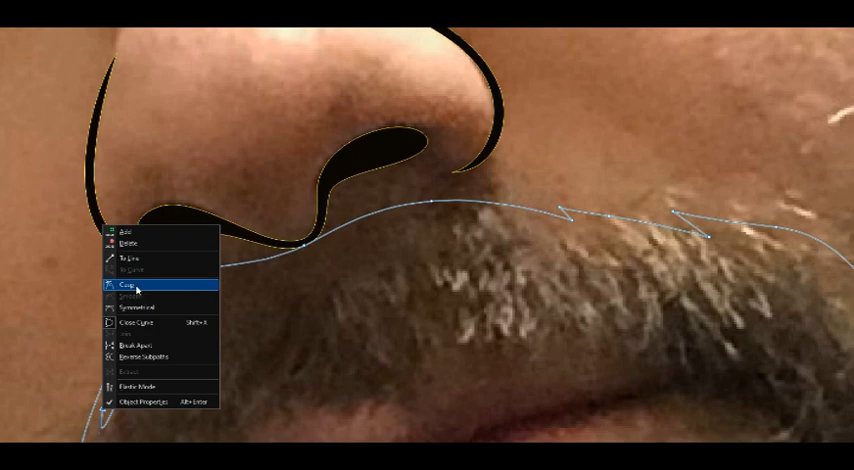 Add
Delete
To Line
To Curve
Cusp
Smooth
Symmetrical
Close Curve Shift+X
Join
Break Apart
Reverse Subpaths
Extract
Elastic Mode
Object Properties Alt+Enter